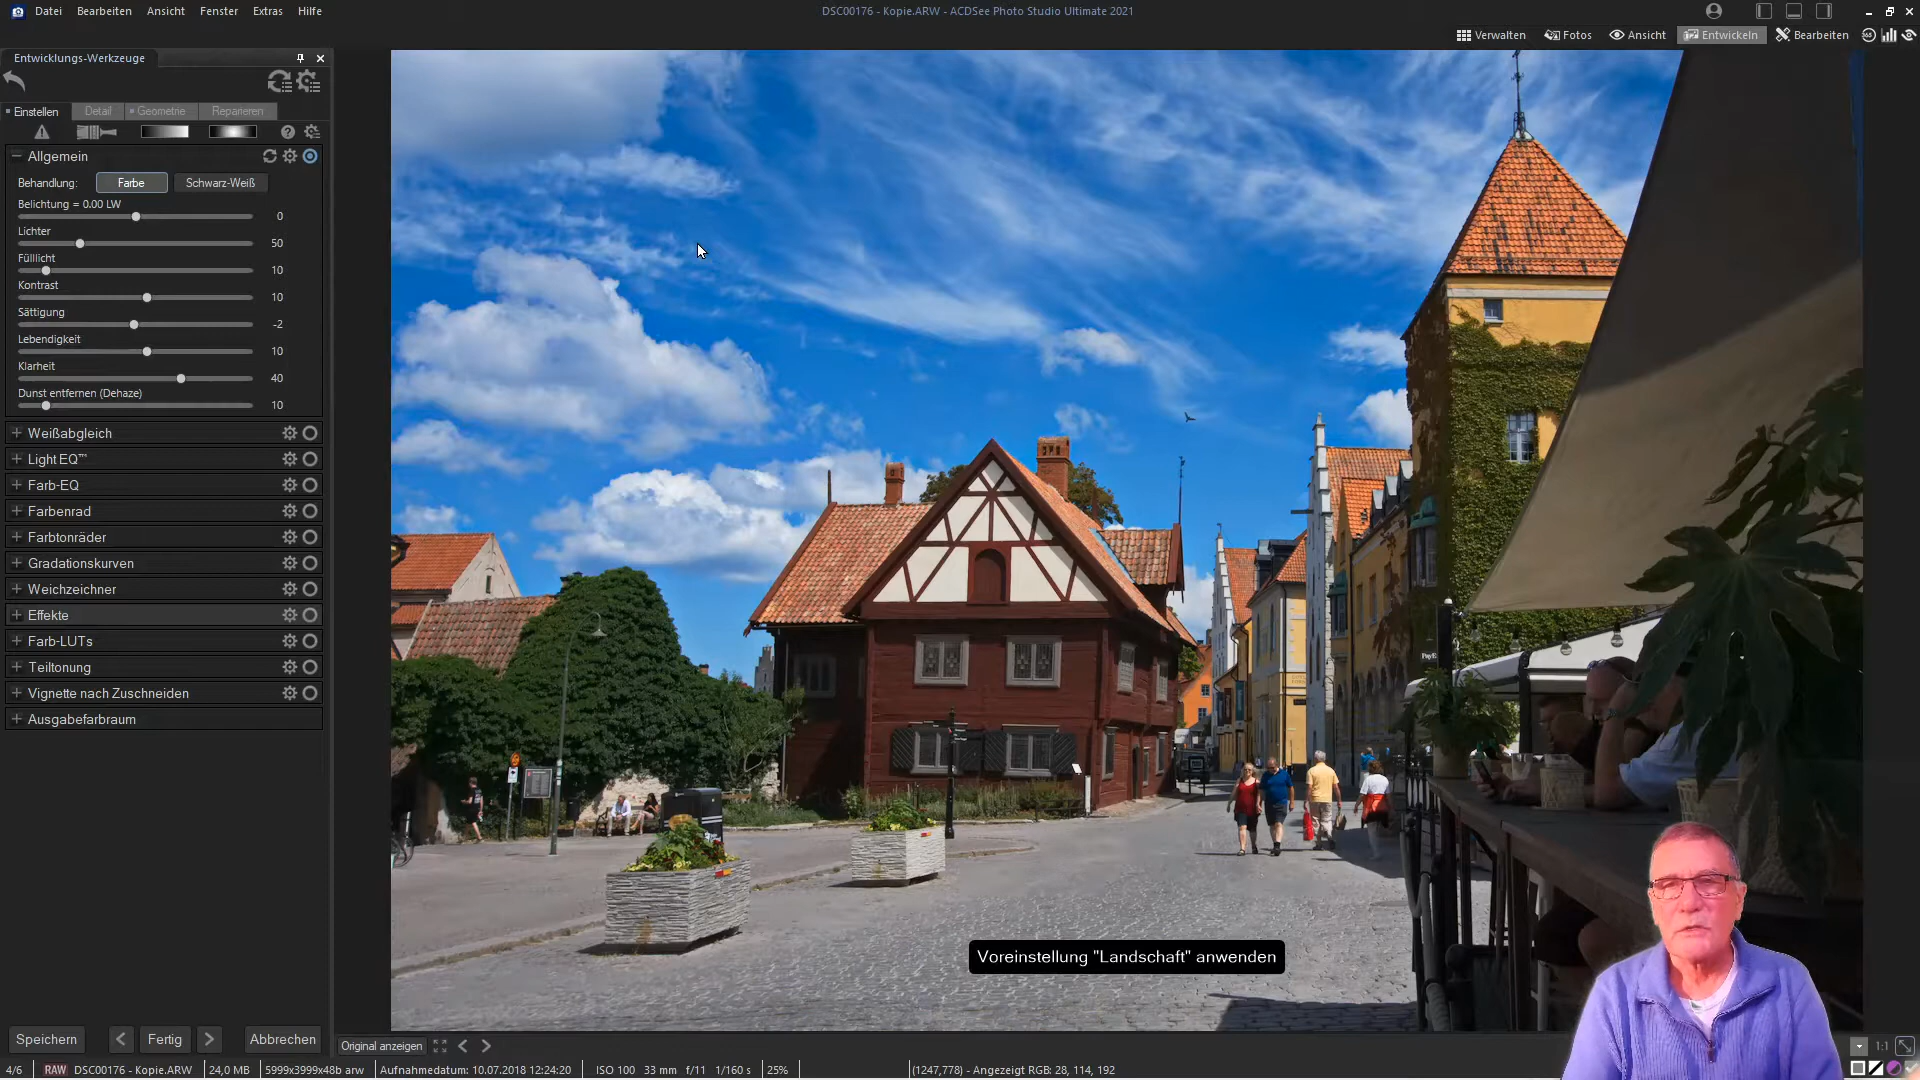 Datei Bearbeiten Ansicht Fenster Extras Hilfe
DSC00176 - Kopie.ARW - ACDSee Photo Studio Ultimate 2021
Verwalten Fotos Ansicht Entwickeln Bearbeiten 365
Entwicklungs-Werkzeuge
Einstellen Detail Geometrie Reparieren
Allgemein
Behandlung: Farbe Schwarz-Weiß
Belichtung = 0.00 LW
0
Lichter
50
Fülllicht
10
Kontrast
10
Sättigung
-2
Lebendigkeit
10
Klarheit
40
Dunst entfernen (Dehaze)
10
Weißabgleich
Light EQ™
Farb-EQ
Farbenrad
Farbtonräder
Gradationskurven
Weichzeichner
Effekte
Farb-LUTs
Teiltonung
Vignette nach Zuschneiden
Ausgabefarbraum
Voreinstellung "Landschaft" anwenden
Speichern < Fertig > Abbrechen
Original anzeigen 1:1
4/6 RAW DSC00176 - Kopie.ARW 24,0 MB 5999x3999x48b arw Aufnahmedatum: 10.07.2018 12:24:20 ISO 100 33 mm f/11 1/160 s 25% (1247,778) - Angezeigt RGB: 28, 114, 192